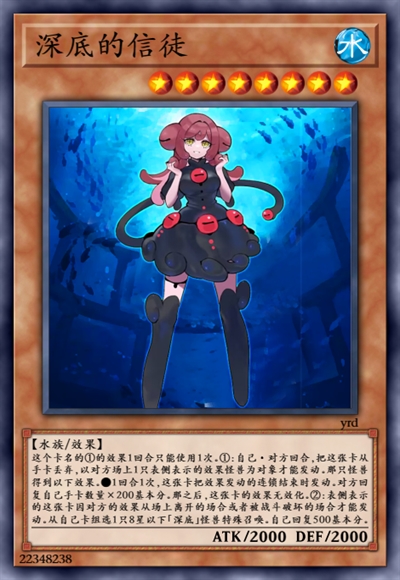 深底的信徒
水
yrd
【水族/效果】
这个卡名的①的效果1回合只能使用1次。①：自己·对方回合，把这张卡从
手卡丢弃，以对方场上1只表侧表示的效果怪兽为对象才能发动。那只怪兽
得到以下效果。●1回合1次，这张卡把效果发动的连锁结束时发动。对方回
复自己手卡数量×200基本分。那之后，这张卡的效果无效化。②：表侧表示
的这张卡因对方的效果从场上离开的场合或者被战斗破坏的场合才能发
动。从自己卡组选1只8星以下「深底」怪兽特殊召唤。自己回复500基本分。
ATK/2000 DEF/2000
22348238